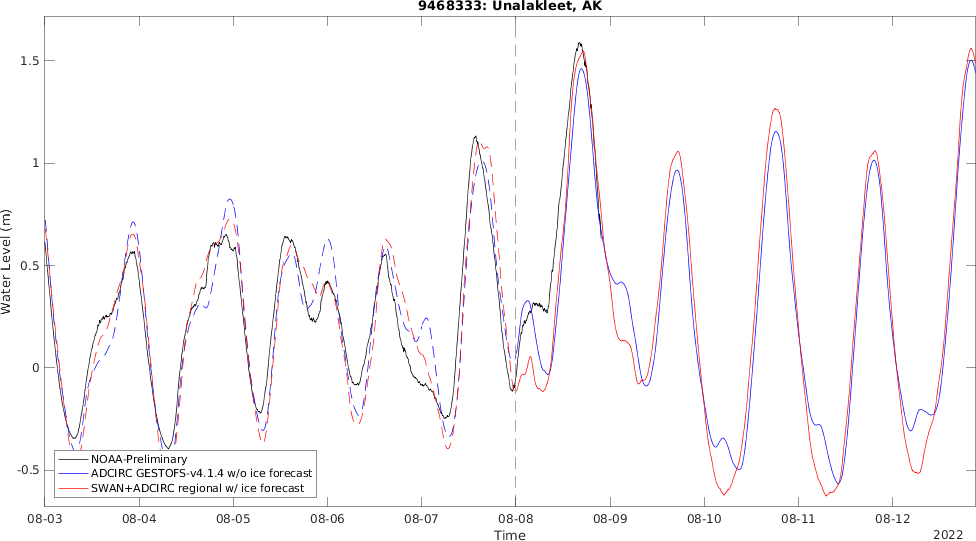 9468333: Unalakleet, AK
Water Level (m)
1.5
1
0.5
0
-0.5
NOAA-Preliminary
ADCIRC GESTOFS-v4.1.4 w/o ice forecast
SWAN+ADCIRC regional w/ ice forecast
08-03 08-04 08-05 08-06 08-07 08-08 08-09 08-10 08-11 08-12
Time
2022